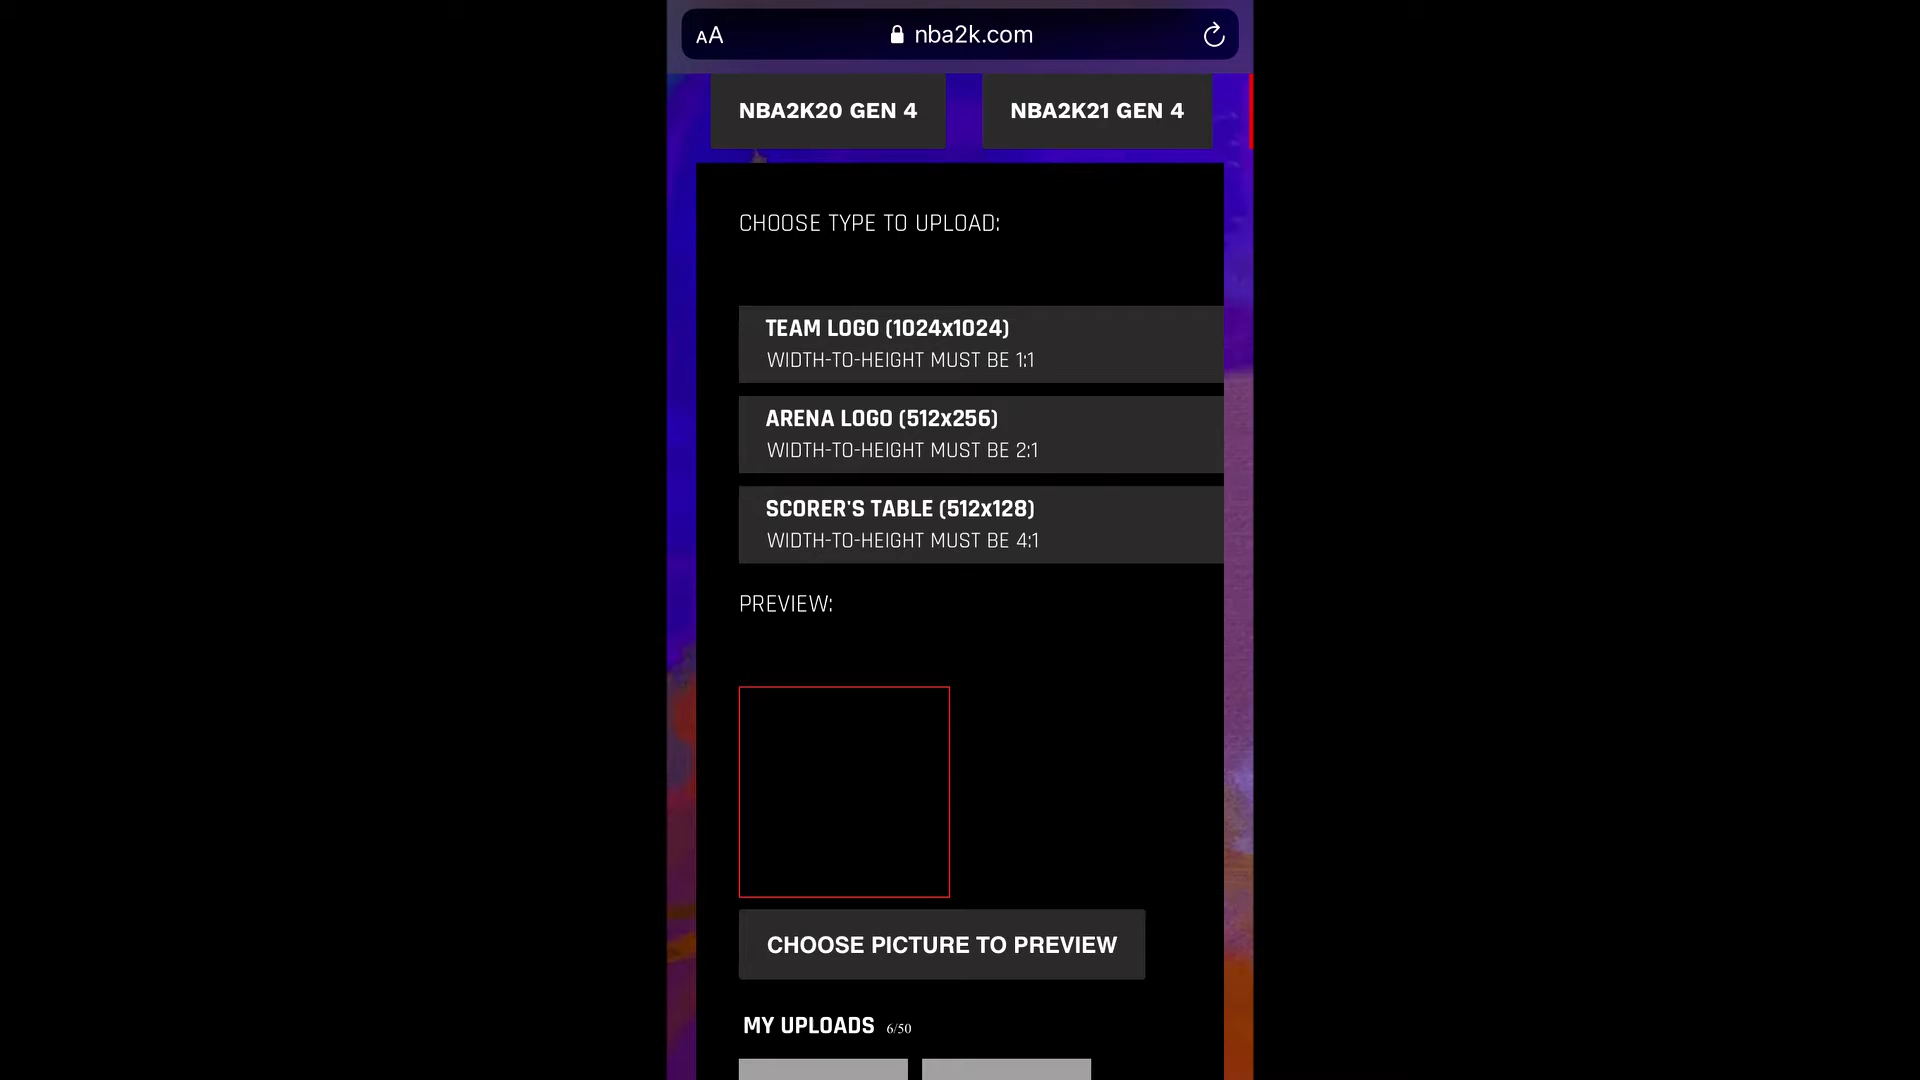 AA nba2k.com
NBA2K20 GEN 4 NBA2K21 GEN 4
CHOOSE TYPE TO UPLOAD:
TEAM LOGO (1024x1024)
WIDTH-TO-HEIGHT MUST BE 1:1
ARENA LOGO (512x256)
WIDTH-TO-HEIGHT MUST BE 2:1
SCORER'S TABLE (512x128)
WIDTH-TO-HEIGHT MUST BE 4:1
PREVIEW:
CHOOSE PICTURE TO PREVIEW
MY UPLOADS 6/50